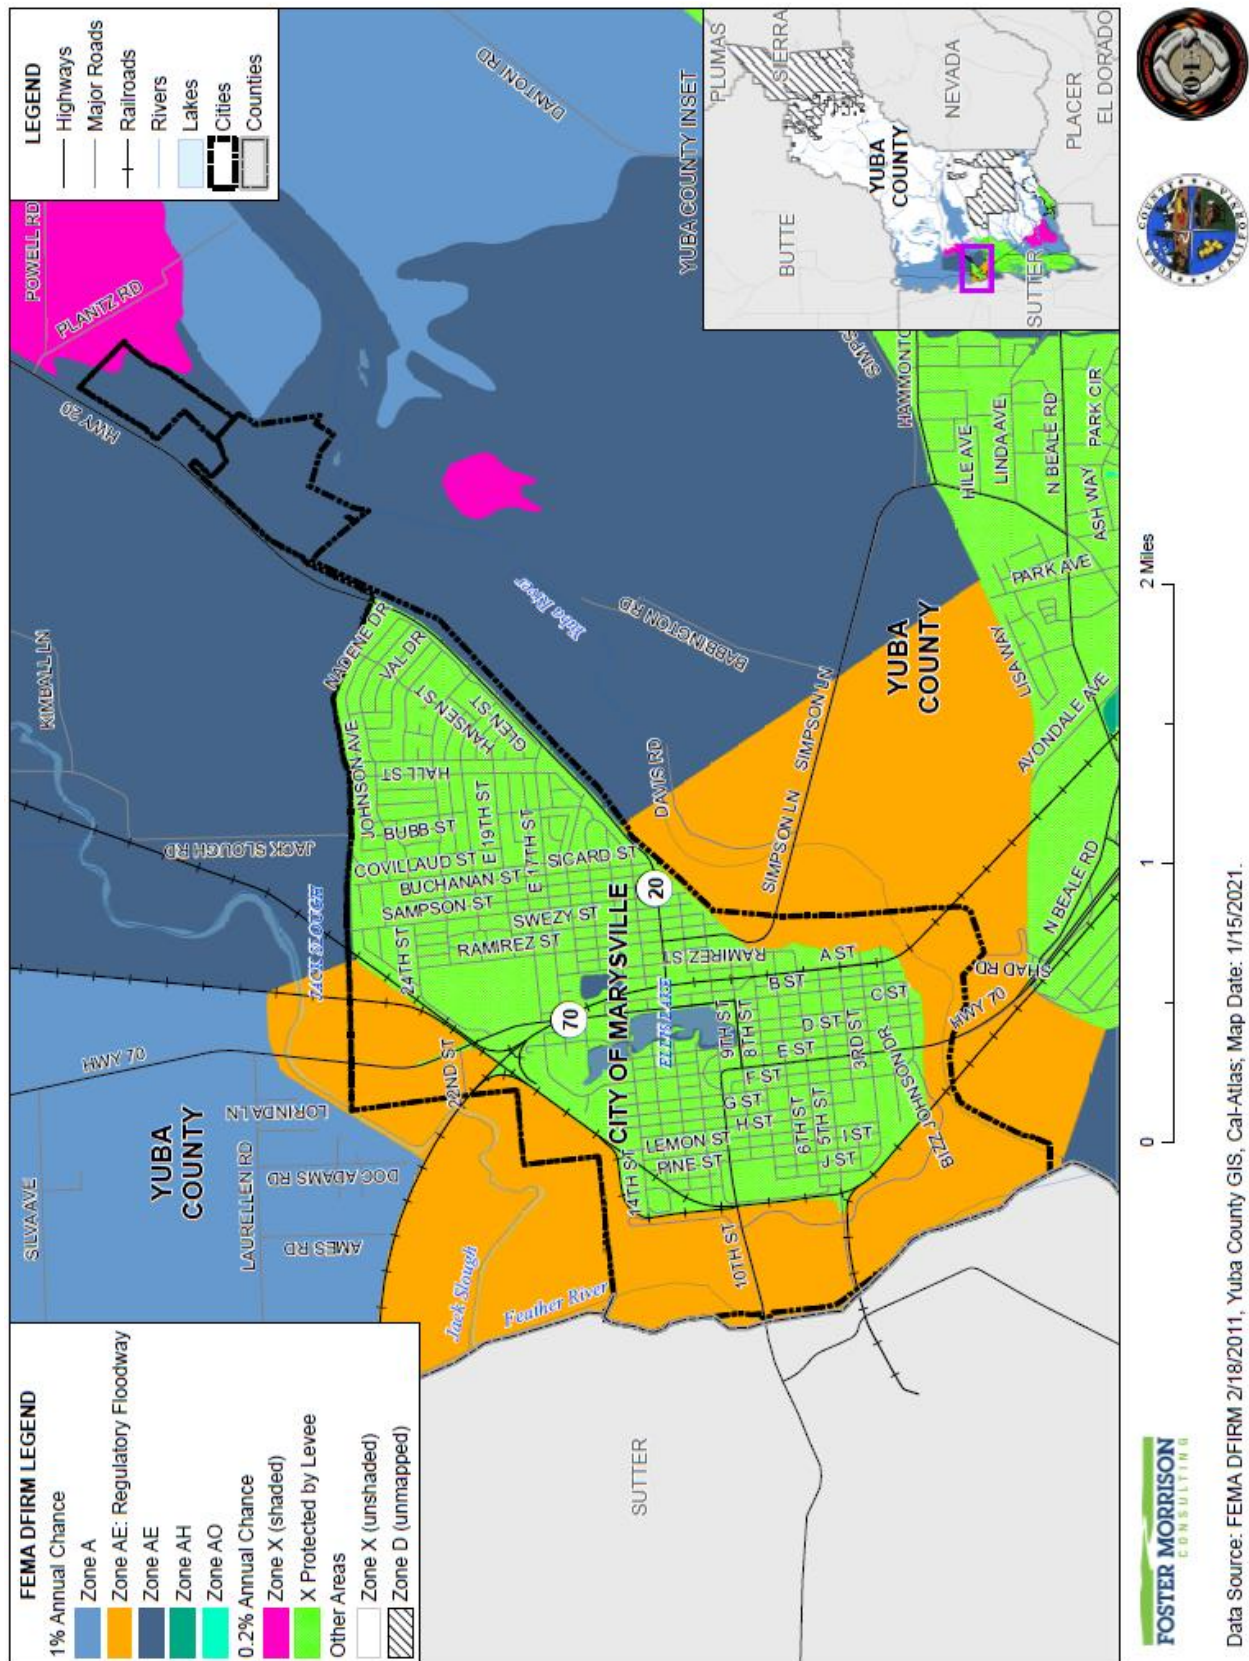 FEMA DFIRM LEGEND
1% Annual Chance
Zone A
Zone AE: Regulatory Floodway
Zone AE
Zone AH
Zone AO
0.2% Annual Chance
Zone X (shaded)
X Protected by Levee
Other Areas
Zone X (unshaded)
Zone D (unmapped)
LEGEND
Highways
Major Roads
Railroads
Rivers
Lakes
Cities
Counties
SILVA AVE
HWY 70
KIMBALL LN
POWELL RD
PLANTZ RD
HWY 20
DANTONI RD
YUBA COUNTY
LAURELLEN RD
LORINDA LN
DOC ADAMS RD
AMES RD
JACK SLOUGH RD
JACK SLOUGH
Jack Slough
Feather River
22ND ST
24TH ST
JOHNSON AVE
NADENE DR
VAL DR
HANSEN ST
GLEN ST
HALL ST
BUBB ST
COVILLAUD ST
E 19TH ST
E 17TH ST
BUCHANAN ST
SAMPSON ST
SICARD ST
SWEZY ST
RAMIREZ ST
70
20
CITY OF MARYSVILLE
14TH ST
ELLIS LAKE
RAMIREZ ST
LEMON ST
PINE ST
10TH ST
9TH ST
8TH ST
6TH ST
5TH ST
3RD ST
A ST
B ST
C ST
D ST
E ST
F ST
G ST
H ST
I ST
J ST
BIZZ JOHNSON DR
Yuba River
BABBINGTON RD
DAVIS RD
SIMPSON LN
SIMPSON LN
YUBA COUNTY
HWY 70
SHAD RD
N BEALE RD
AVONDALE AVE
LISA WAY
PARK AVE
HILE AVE
LINDA AVE
N BEALE RD
ASH WAY
PARK CIR
HAMMONTO
SIMPS
SUTTER
YUBA COUNTY INSET
PLUMAS
SIERRA
BUTTE
YUBA COUNTY
NEVADA
SUTTER
PLACER
EL DORADO
0
1
2 Miles
FOSTER MORRISON
CONSULTING
YUBA COUNTY
CALIFORNIA
OES
Data Source: FEMA DFIRM 2/18/2011, Yuba County GIS, Cal-Atlas; Map Date: 1/15/2021.